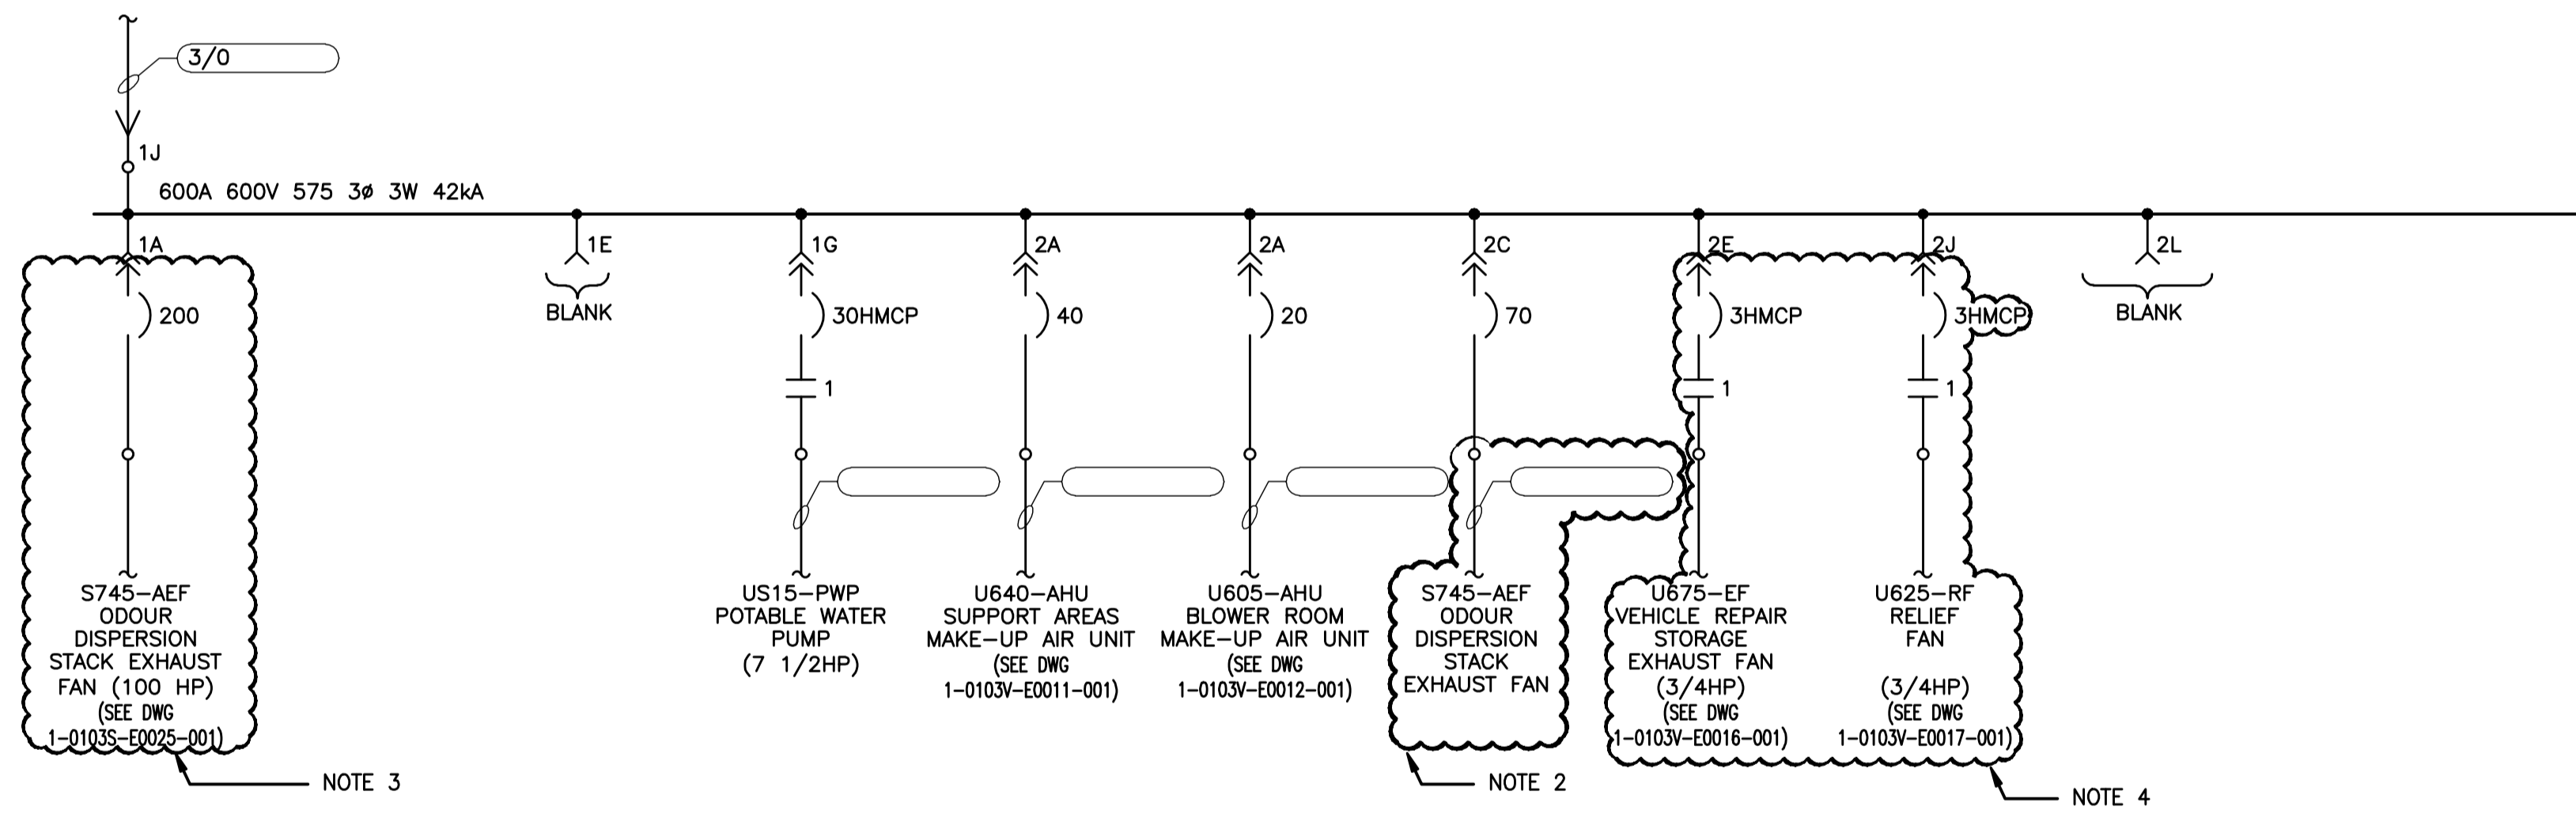 3/0
1J
600A 600V 575 3ø 3W 42kA
1A
1E
1G
2A
2A
2C
2E
2J
2L
200
BLANK
30HMCP
40
20
70
3HMCP
3HMCP
BLANK
1
1
1
S745-AEF
ODOUR
DISPERSION
STACK EXHAUST
FAN (100 HP)
(SEE DWG
1-0103S-E0025-001)
US15-PWP
POTABLE WATER
PUMP
(7 1/2HP)
U640-AHU
SUPPORT AREAS
MAKE-UP AIR UNIT
(SEE DWG
1-0103V-E0011-001)
U605-AHU
BLOWER ROOM
MAKE-UP AIR UNIT
(SEE DWG
1-0103V-E0012-001)
S745-AEF
ODOUR
DISPERSION
STACK
EXHAUST FAN
U675-EF
VEHICLE REPAIR
STORAGE
EXHAUST FAN
(3/4HP)
(SEE DWG
1-0103V-E0016-001)
U625-RF
RELIEF
FAN
(3/4HP)
(SEE DWG
1-0103V-E0017-001)
NOTE 3
NOTE 2
NOTE 4